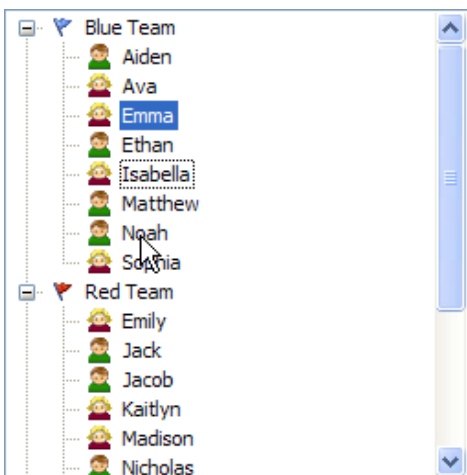 Blue Team
Aiden
Ava
Emma
Ethan
Isabella
Matthew
Noah
Sophia
Red Team
Emily
Jack
Jacob
Kaitlyn
Madison
Nicholas